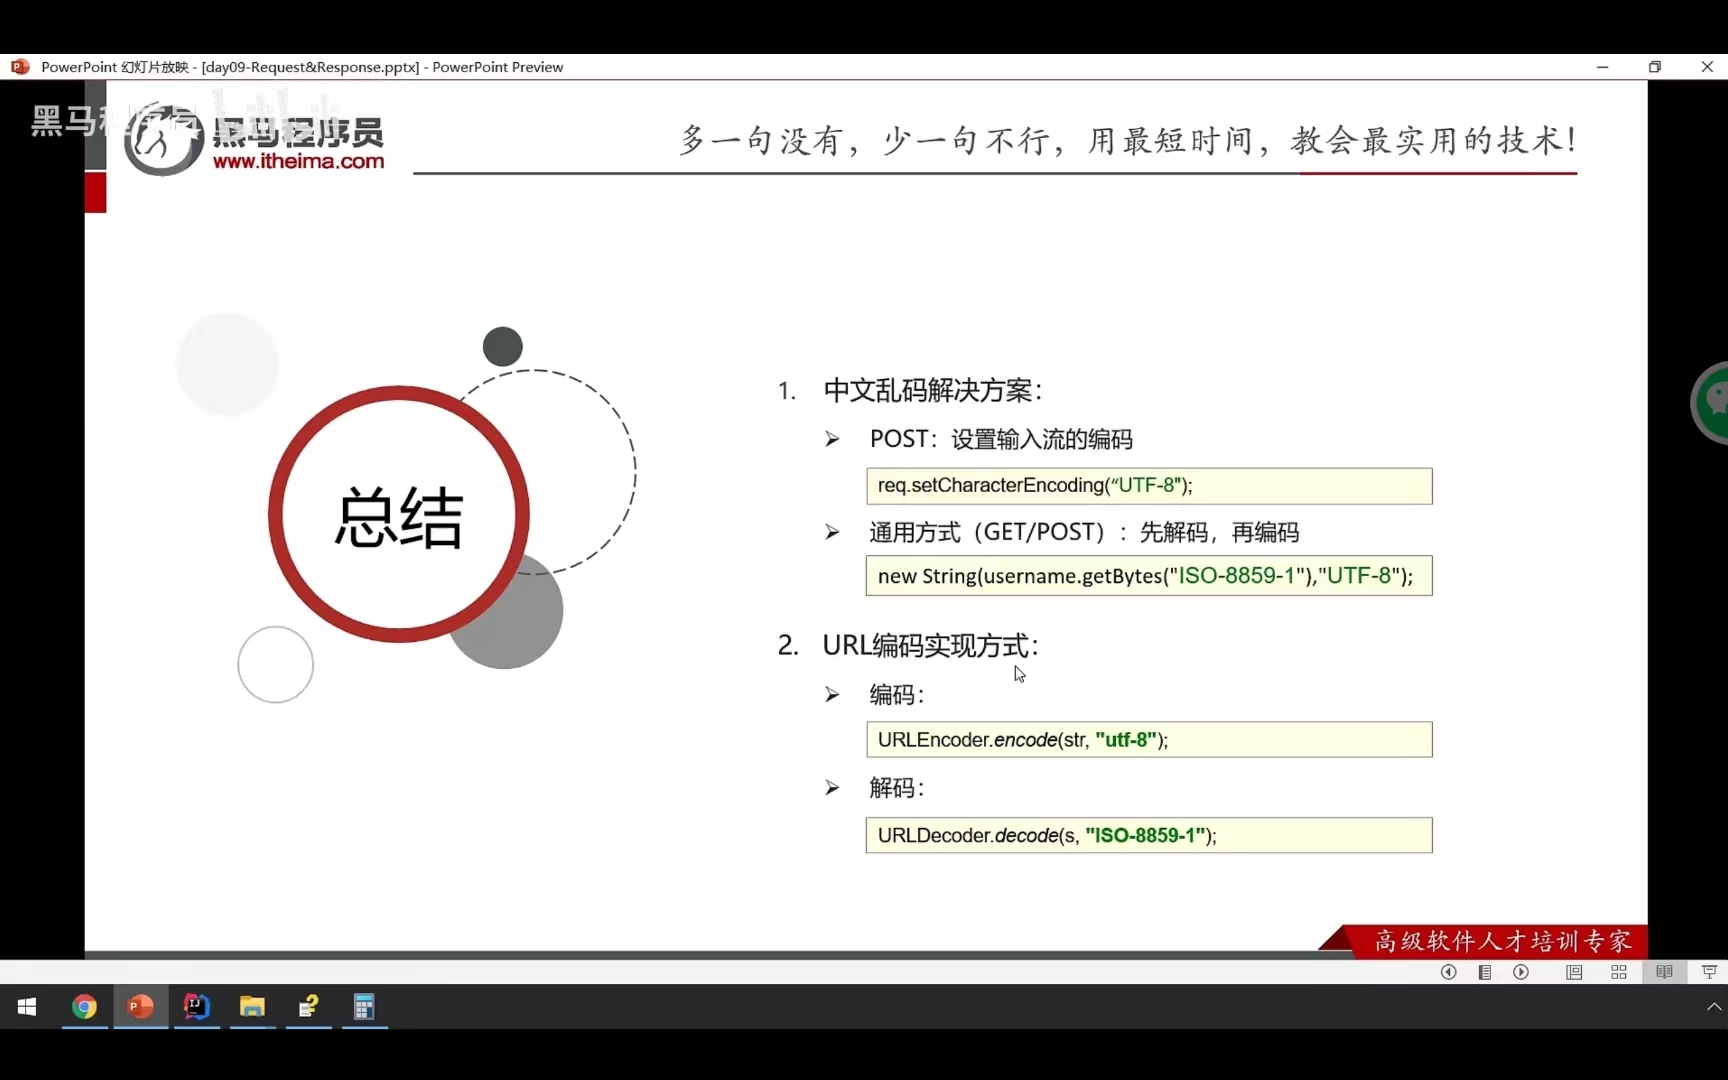 PowerPoint 幻灯片放映 - [day09-Request&Response.pptx] - PowerPoint Preview
黑马程序员
www.itheima.com
多一句没有，少一句不行，用最短时间，教会最实用的技术！
总结
1. 中文乱码解决方案：
➢ POST：设置输入流的编码
req.setCharacterEncoding(“UTF-8");
➢ 通用方式（GET/POST）：先解码，再编码
new String(username.getBytes("ISO-8859-1"),"UTF-8");
2. URL编码实现方式：
➢ 编码：
URLEncoder.encode(str, "utf-8");
➢ 解码：
URLDecoder.decode(s, "ISO-8859-1");
高级软件人才培训专家